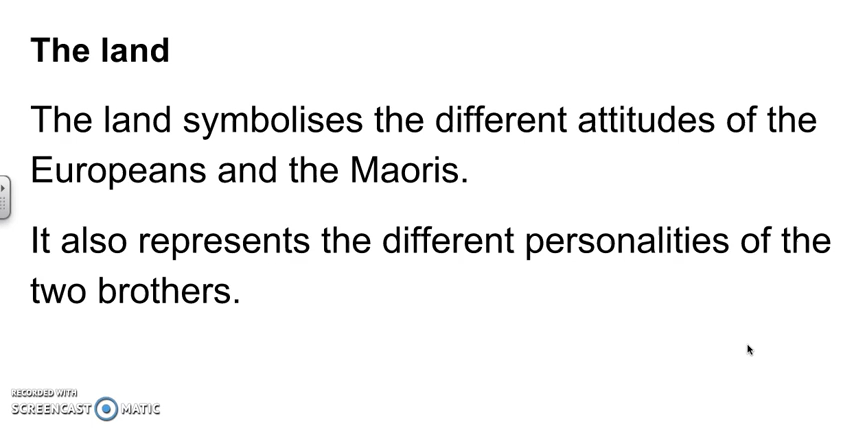 The land
The land symbolises the different attitudes of the
Europeans and the Maoris.
It also represents the different personalities of the
two brothers.
RECORDED WITH
SCREENCAST MATIC